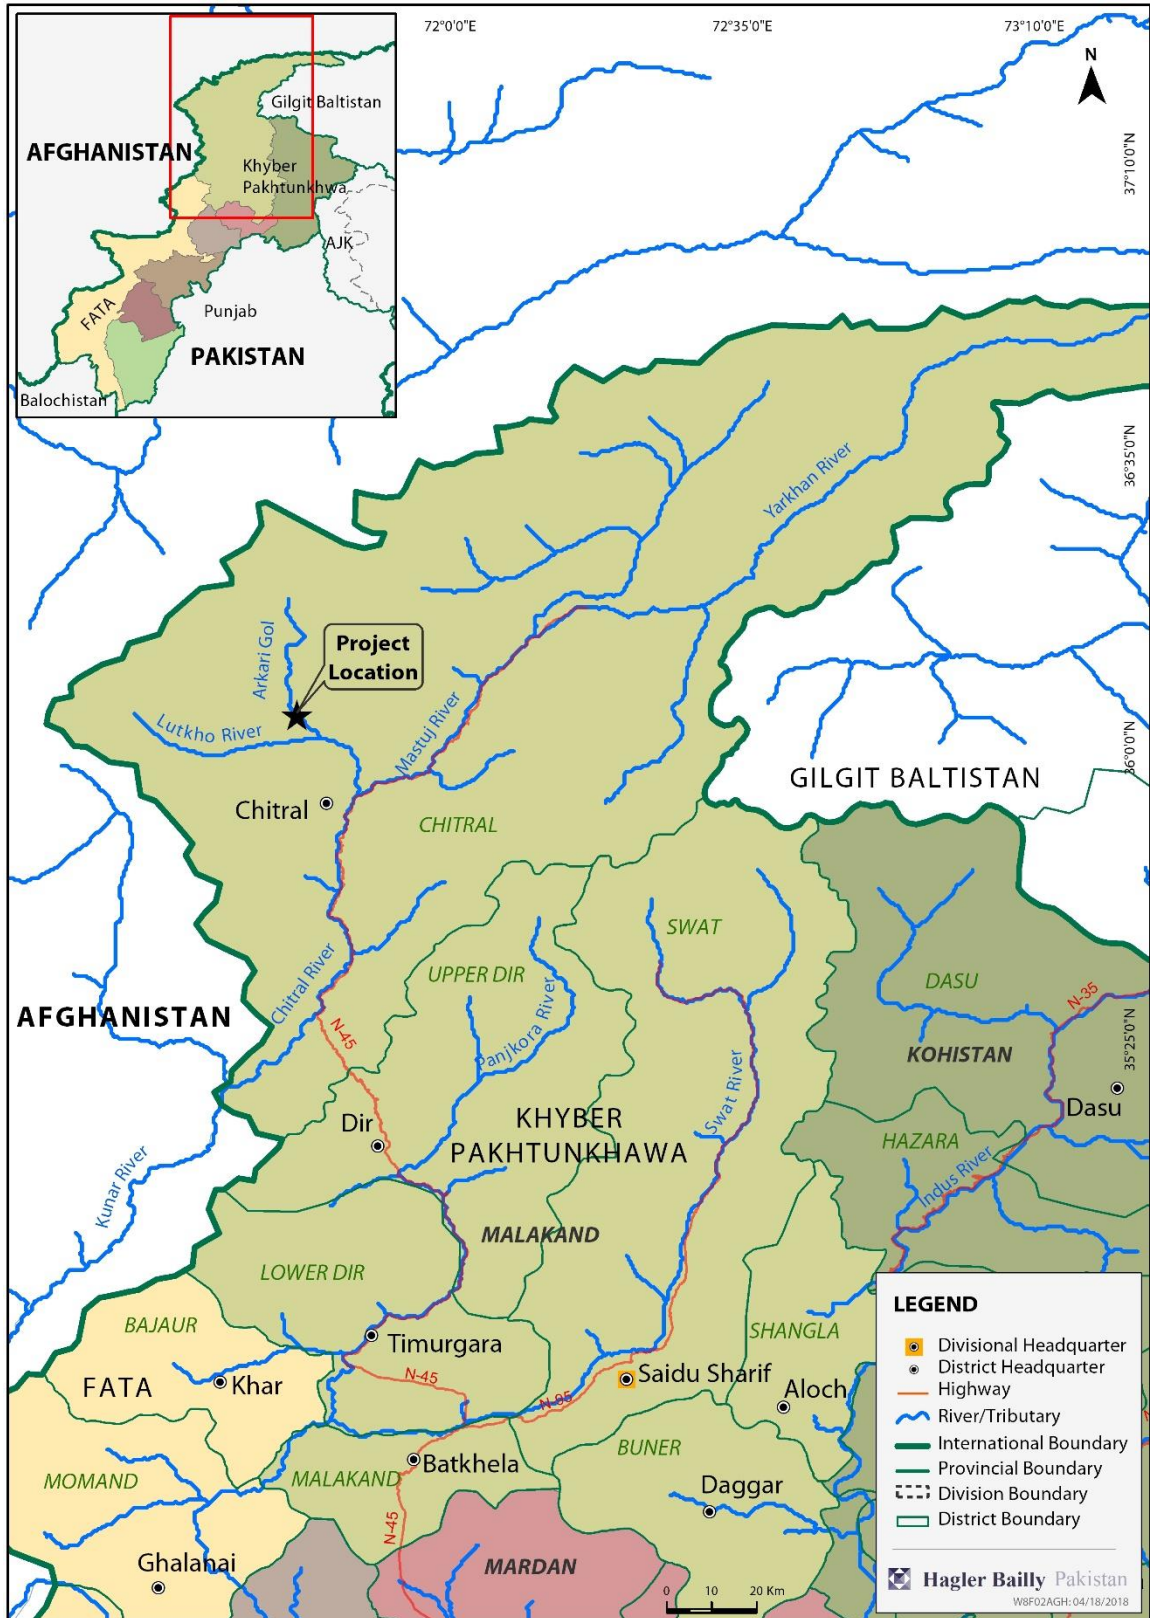 72°0'0"E
72°35'0"E
73°10'0"E
N
37°10'0"N
36°35'0"N
36°0'0"N
35°25'0"N
Gilgit Baltistan
AFGHANISTAN
Khyber
Pakhtunkhwa
AJK
FATA
Punjab
PAKISTAN
Balochistan
Yarkhan River
Arkari Gol
Project
Location
Lutkho River
Mastuj River
GILGIT BALTISTAN
Chitral
CHITRAL
SWAT
UPPER DIR
DASU
Chitral River
AFGHANISTAN
N-45
Panjkora River
N-35
KOHISTAN
Swat River
Dasu
Dir
KHYBER
PAKHTUNKHAWA
HAZARA
Indus River
Kunar River
MALAKAND
LOWER DIR
BAJAUR
SHANGLA
Timurgara
FATA
Khar
N-45
Saidu Sharif
N-95
Aloch
BUNER
MOMAND
MALAKAND
Batkhela
Daggar
N-45
Ghalanai
MARDAN
LEGEND
Divisional Headquarter
District Headquarter
Highway
River/Tributary
International Boundary
Provincial Boundary
Division Boundary
District Boundary
Hagler Bailly Pakistan
W8F02AGH: 04/18/2018
0 10 20 Km